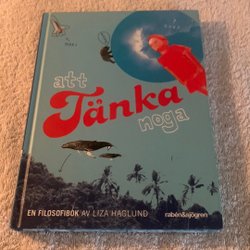 att
Tänka
noga
EN FILOSOFIBOK AV LIZA HAGLUND
rabén&sjögren